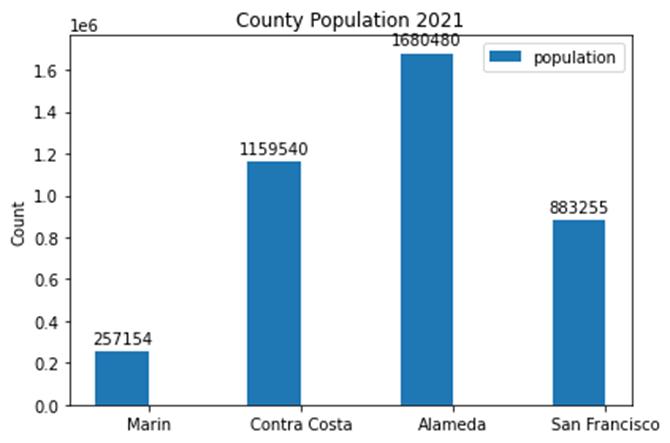 County Population 2021
1e6
1680480
population
1.6
1.4
1159540
1.2
1.0
883255
Count
0.8
0.6
0.4
257154
0.2
0.0
Marin Contra Costa Alameda San Francisco